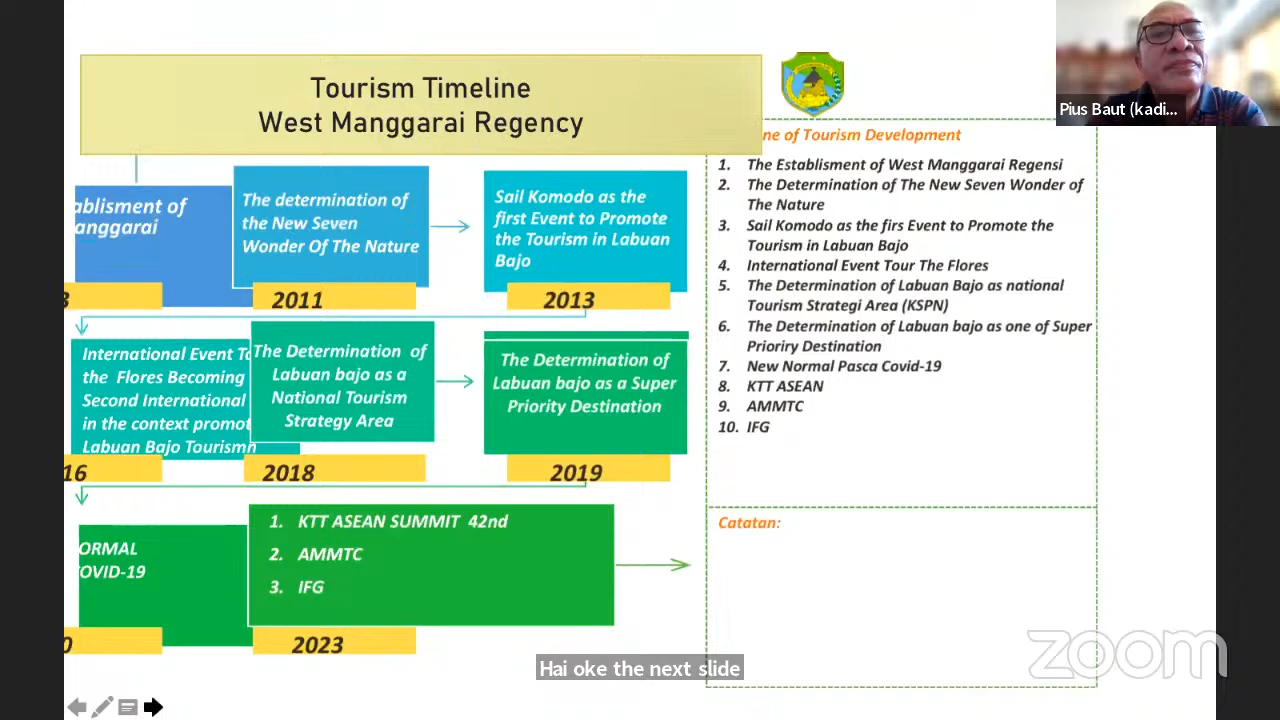 Tourism Timeline
West Manggarai Regency
Pius Baut (kadi...
ne of Tourism Development
1. The Establisment of West Manggarai Regensi
2. The Determination of The New Seven Wonder of
The Nature
3. Sail Komodo as the firs Event to Promote the
Tourism in Labuan Bajo
4. International Event Tour The Flores
5. The Determination of Labuan Bajo as national
Tourism Strategi Area (KSPN)
6. The Determination of Labuan bajo as one of Super
Prioriry Destination
7. New Normal Pasca Covid-19
8. KTT ASEAN
9. AMMTC
10. IFG
Catatan:
ablisment of
anggarai
The determination of
the New Seven
Wonder Of The Nature
2011
Sail Komodo as the
first Event to Promote
the Tourism in Labuan
Bajo
2013
International Event To
the Flores Becoming
Second International
in the context promot
Labuan Bajo Tourismn
16
The Determination of
Labuan bajo as a
National Tourism
Strategy Area
2018
The Determination of
Labuan bajo as a Super
Priority Destination
2019
ORMAL
OVID-19
0
1. KTT ASEAN SUMMIT 42nd
2. AMMTC
3. IFG
2023
Hai oke the next slide
zoom